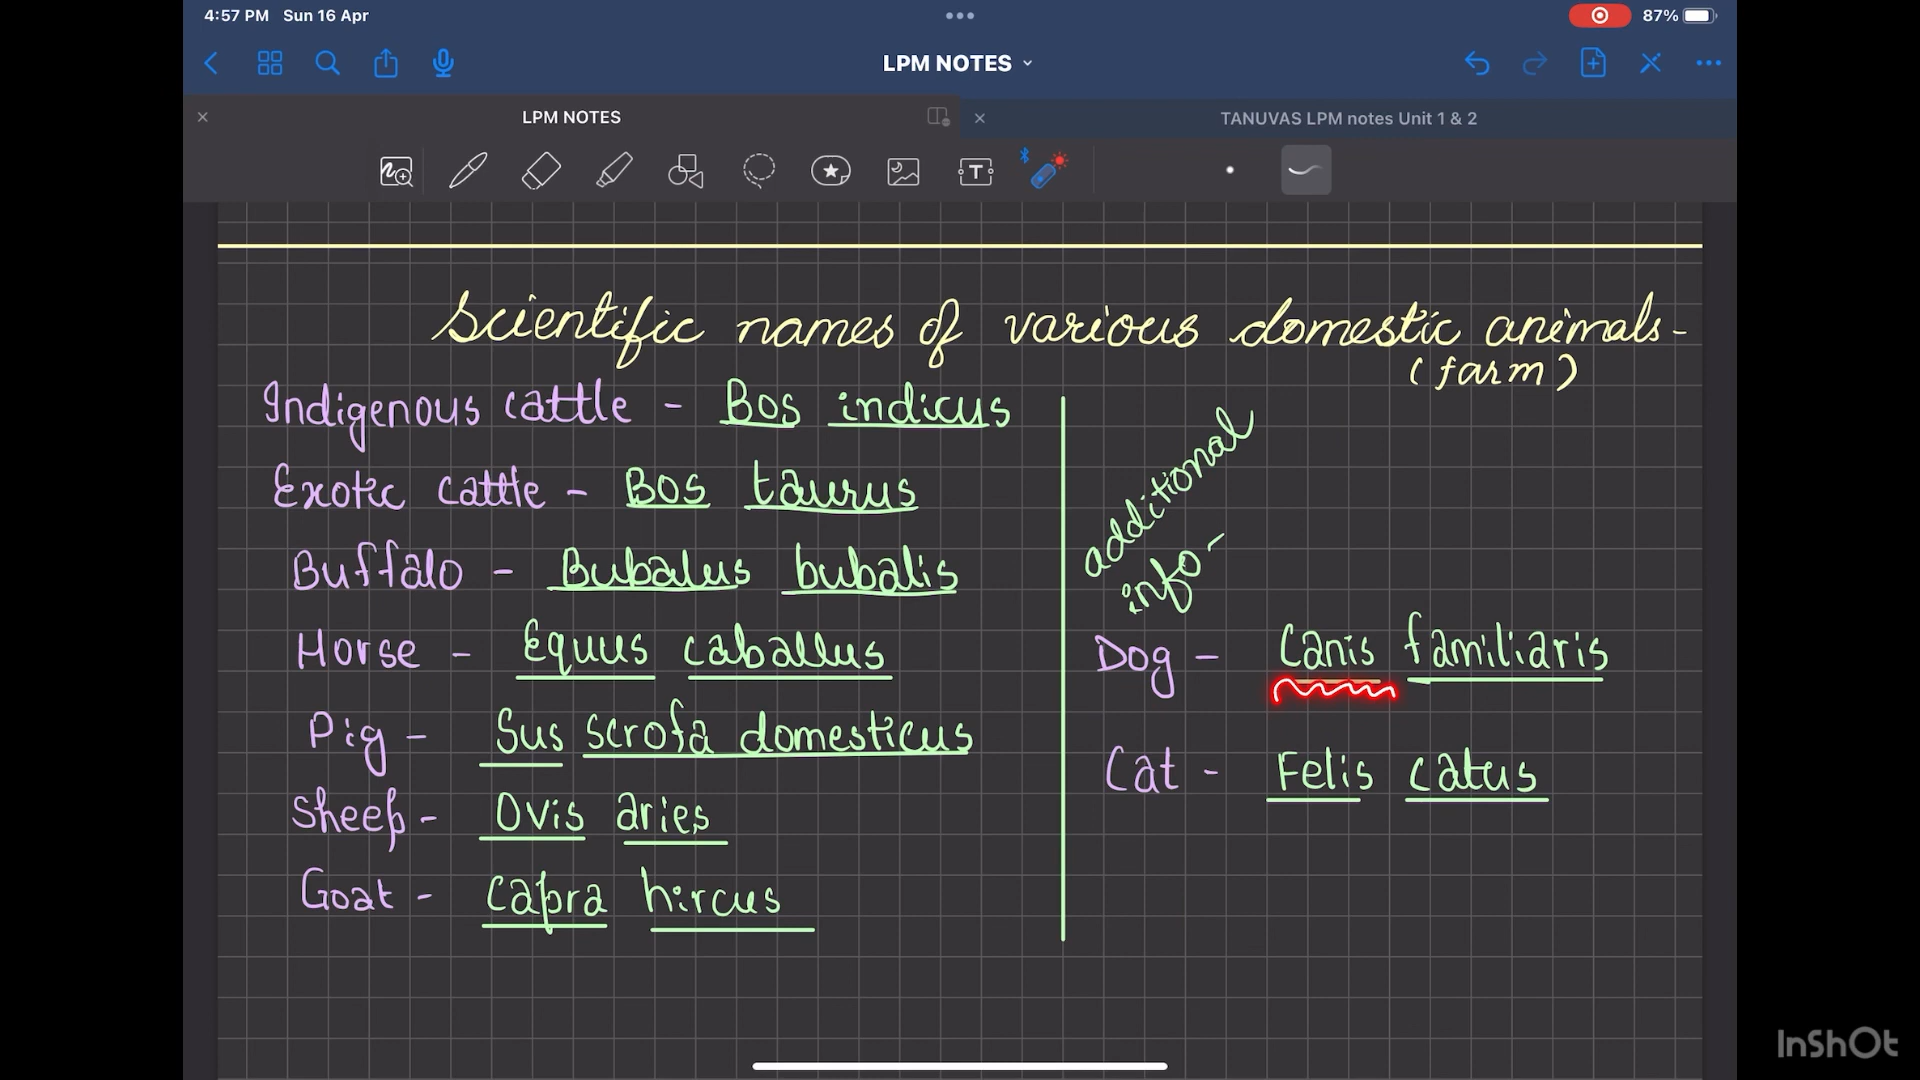 4:57 PM Sun 16 Apr
87%
LPM NOTES
LPM NOTES
TANUVAS LPM notes Unit 1 & 2
T
Scientific names of various domestic animals -
(farm)
Indigenous cattle - Bos indicus
Exotic cattle - Bos taurus
Buffalo - Bubalus bubalis
Horse - Equus caballus
Pig - Sus scrofa domesticus
Sheep - Ovis aries
Goat - Capra hircus
additional
info -
Dog - Canis familiaris
Cat - Felis catus
InShOt